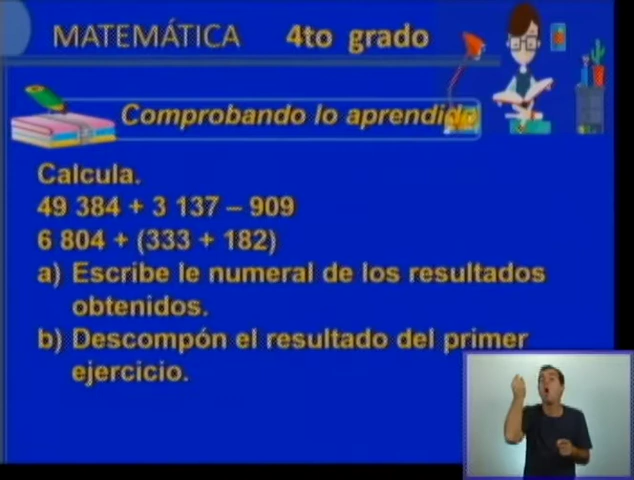 MATEMÁTICA 4to grado
Comprobando lo aprendido
Calcula.
49 384 + 3 137 – 909
6 804 + (333 + 182)
a) Escribe le numeral de los resultados
obtenidos.
b) Descompón el resultado del primer
ejercicio.